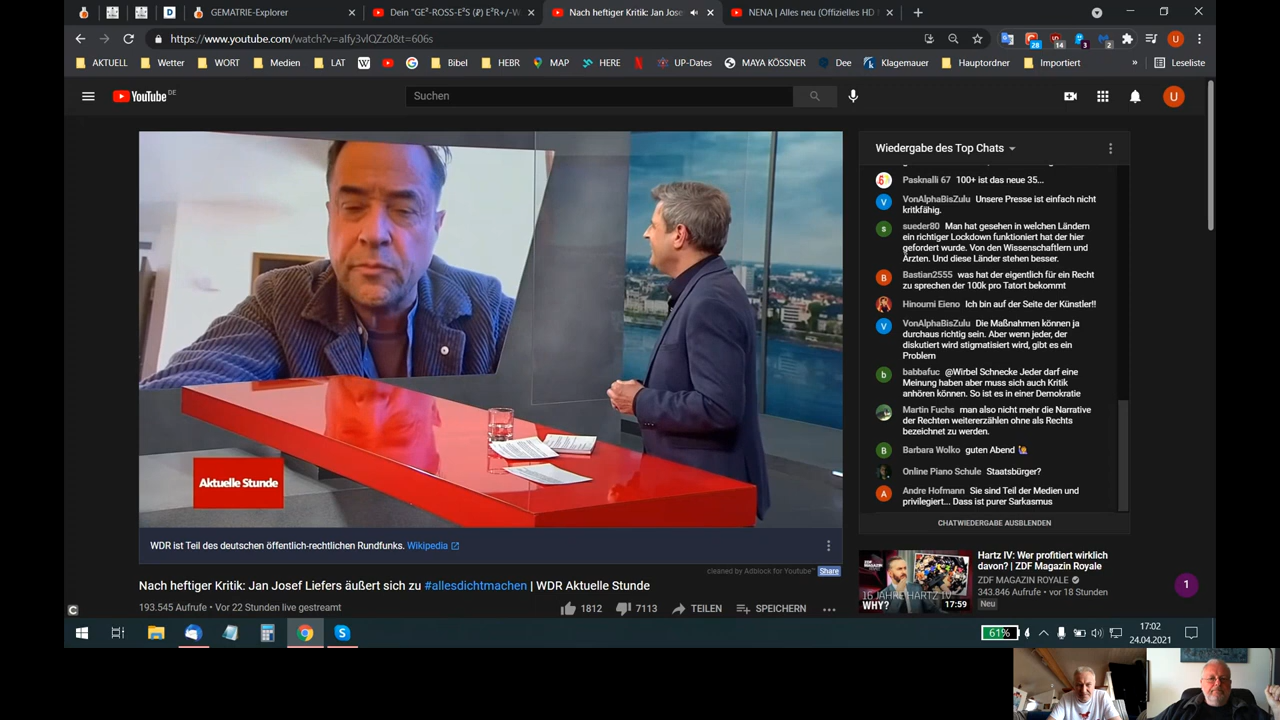 GEMATRIE-Explorer
Dein "GE²-ROSS-E³S (ℓ) E²R+/-W
Nach heftiger Kritik: Jan Jose
NENA | Alles neu (Offizielles HD
https://www.youtube.com/watch?v=alfy3vlQZz0&t=606s
28
14
3
2
U
AKTUELL
Wetter
WORT
Medien
LAT
Bibel
HEBR
MAP
HERE
UP-Dates
MAYA KÖSSNER
Dee
Klagemauer
Hauptordner
Importiert
»
Leseliste
YouTube DE
Suchen
U
Aktuelle Stunde
WDR ist Teil des deutschen öffentlich-rechtlichen Rundfunks. Wikipedia
cleaned by Adblock for Youtube™ Share
Nach heftiger Kritik: Jan Josef Liefers äußert sich zu #allesdichtmachen | WDR Aktuelle Stunde
193.545 Aufrufe • Vor 22 Stunden live gestreamt
1812
7113
TEILEN
SPEICHERN
Wiedergabe des Top Chats
Pasknalli 67 100+ ist das neue 35...
VonAlphaBisZulu Unsere Presse ist einfach nicht
kritkfähig.
sueder80 Man hat gesehen in welchen Ländern
ein richtiger Lockdown funktioniert hat der hier
gefordert wurde. Von den Wissenschaftlern und
Ärzten. Und diese Länder stehen besser.
Bastian2555 was hat der eigentlich für ein Recht
zu sprechen der 100k pro Tatort bekommt
Hinoumi Eieno Ich bin auf der Seite der Künstler!!
VonAlphaBisZulu Die Maßnahmen können ja
durchaus richtig sein. Aber wenn jeder, der
diskutiert wird stigmatisiert wird, gibt es ein
Problem
babbafuc @Wirbel Schnecke Jeder darf eine
Meinung haben aber muss sich auch Kritik
anhören können. So ist es in einer Demokratie
Martin Fuchs man also nicht mehr die Narrative
der Rechten weitererzählen ohne als Rechts
bezeichnet zu werden.
Barbara Wolko guten Abend
Online Piano Schule Staatsbürger?
Andre Hofmann Sie sind Teil der Medien und
privilegiert... Dass ist purer Sarkasmus
CHATWIEDERGABE AUSBLENDEN
16 JAHRE HARTZ IV
WHY?
17:59
Hartz IV: Wer profitiert wirklich
davon? | ZDF Magazin Royale
ZDF MAGAZIN ROYALE
343.846 Aufrufe • vor 18 Stunden
Neu
1
61%
17:02
24.04.2021